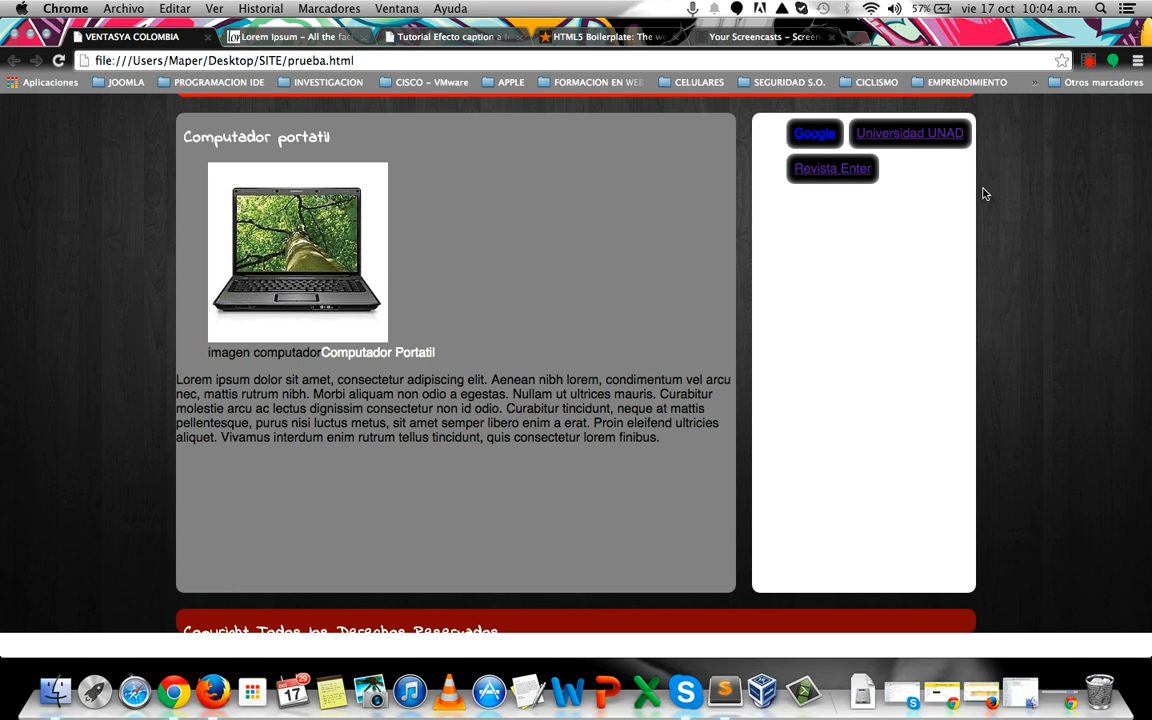 Chrome Archivo Editar Ver Historial Marcadores Ventana Ayuda 57% vie 17 oct 10:04 a.m.
VENTASYA COLOMBIA Lorem Ipsum – All the fac Tutorial Efecto caption a HTML5 Boilerplate: The w Your Screencasts – Screen
file:///Users/Maper/Desktop/SITE/prueba.html
Aplicaciones JOOMLA PROGRAMACION IDE INVESTIGACION CISCO – VMware APPLE FORMACION EN WEB CELULARES SEGURIDAD S.O. CICLISMO EMPRENDIMIENTO » Otros marcadores
Computador portatil
imagen computadorComputador Portatil
Lorem ipsum dolor sit amet, consectetur adipiscing elit. Aenean nibh lorem, condimentum vel arcu
nec, mattis rutrum nibh. Morbi aliquam non odio a egestas. Nullam ut ultrices mauris. Curabitur
molestie arcu ac lectus dignissim consectetur non id odio. Curabitur tincidunt, neque at mattis
pellentesque, purus nisi luctus metus, sit amet semper libero enim a erat. Proin eleifend ultricies
aliquet. Vivamus interdum enim rutrum tellus tincidunt, quis consectetur lorem finibus.
Google Universidad UNAD
Revista Enter
Copyright Todos los Derechos Reservados
OCT 29
17